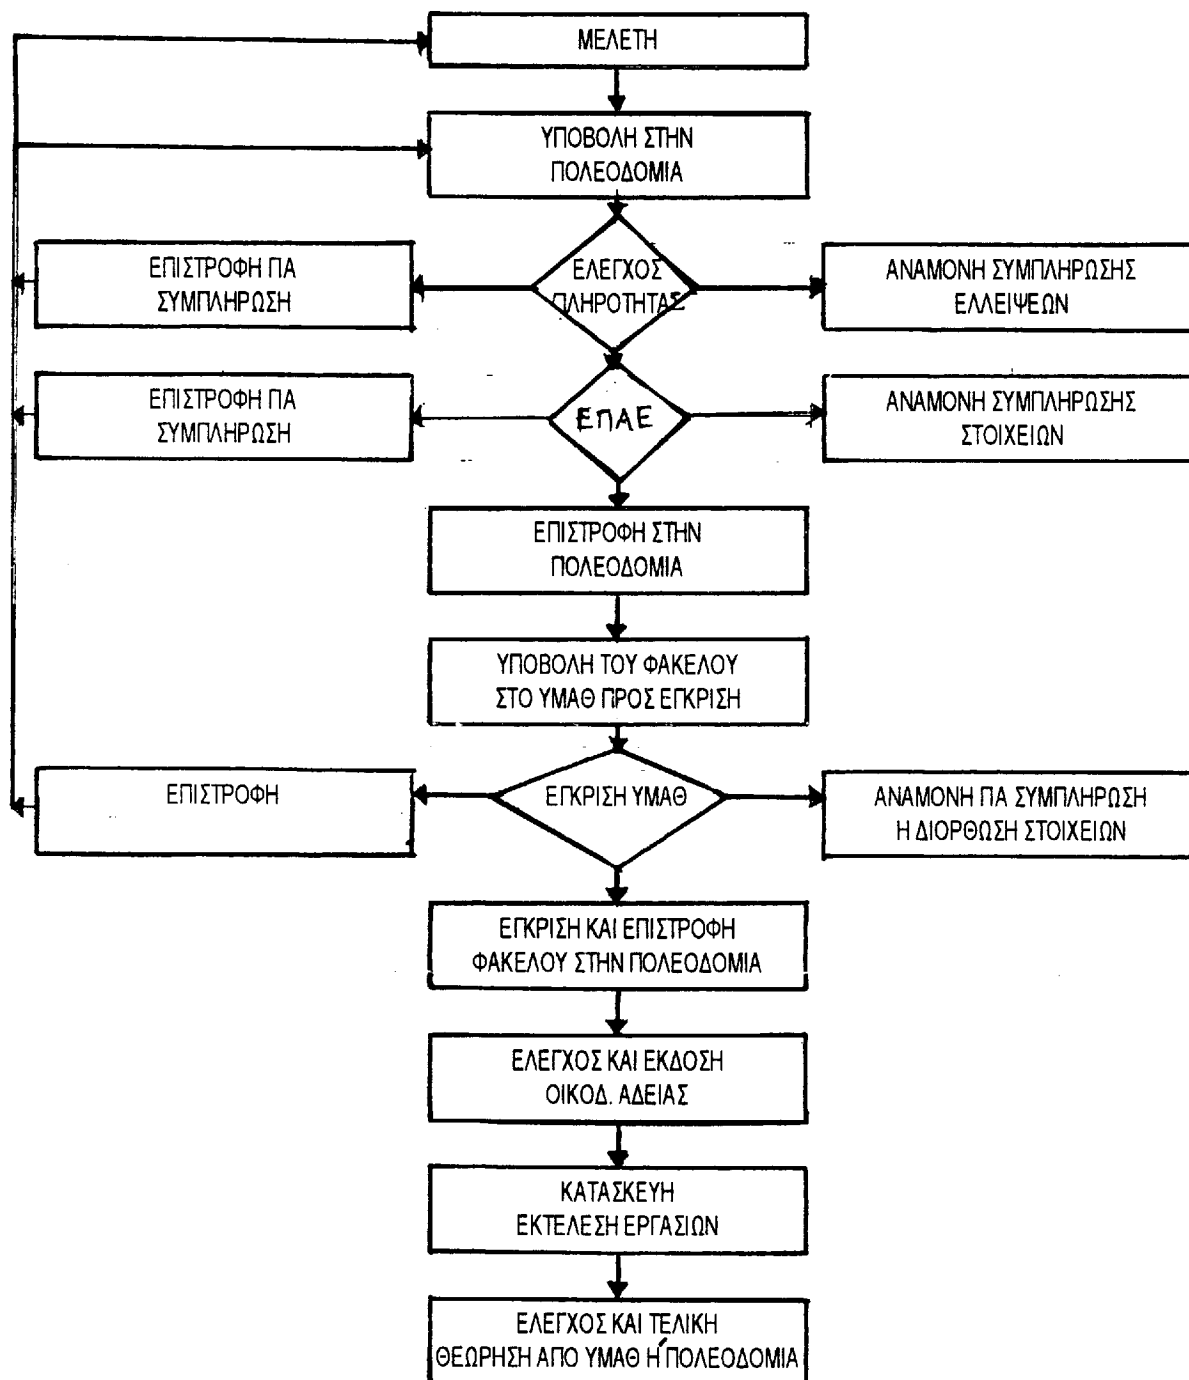 ΜΕΛΕΤΗ
ΥΠΟΒΟΛΗ ΣΤΗΝ
ΠΟΛΕΟΔΟΜΙΑ
ΕΠΙΣΤΡΟΦΗ ΓΙΑ
ΣΥΜΠΛΗΡΩΣΗ
ΕΛΕΓΧΟΣ
ΠΛΗΡΟΤΗΤΑΣ
ΑΝΑΜΟΝΗ ΣΥΜΠΛΗΡΩΣΗΣ
ΕΛΛΕΙΨΕΩΝ
ΕΠΙΣΤΡΟΦΗ ΓΙΑ
ΣΥΜΠΛΗΡΩΣΗ
ΕΠΑΕ
ΑΝΑΜΟΝΗ ΣΥΜΠΛΗΡΩΣΗΣ
ΣΤΟΙΧΕΙΩΝ
ΕΠΙΣΤΡΟΦΗ ΣΤΗΝ
ΠΟΛΕΟΔΟΜΙΑ
ΥΠΟΒΟΛΗ ΤΟΥ ΦΑΚΕΛΟΥ
ΣΤΟ ΥΜΑΘ ΠΡΟΣ ΕΓΚΡΙΣΗ
ΕΠΙΣΤΡΟΦΗ
ΕΓΚΡΙΣΗ ΥΜΑΘ
ΑΝΑΜΟΝΗ ΓΙΑ ΣΥΜΠΛΗΡΩΣΗ
Η ΔΙΟΡΘΩΣΗ ΣΤΟΙΧΕΙΩΝ
ΕΓΚΡΙΣΗ ΚΑΙ ΕΠΙΣΤΡΟΦΗ
ΦΑΚΕΛΟΥ ΣΤΗΝ ΠΟΛΕΟΔΟΜΙΑ
ΕΛΕΓΧΟΣ ΚΑΙ ΕΚΔΟΣΗ
ΟΙΚΟΔ. ΑΔΕΙΑΣ
ΚΑΤΑΣΚΕΥΗ
ΕΚΤΕΛΕΣΗ ΕΡΓΑΣΙΩΝ
ΕΛΕΓΧΟΣ ΚΑΙ ΤΕΛΙΚΗ
ΘΕΩΡΗΣΗ ΑΠΟ ΥΜΑΘ Ή ΠΟΛΕΟΔΟΜΙΑ